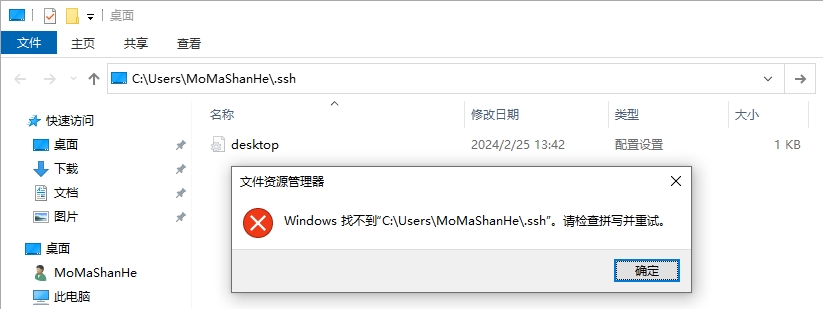 桌面
文件 主页 共享 查看
C:\Users\MoMaShanHe\.ssh
快速访问
桌面
下载
文档
图片
桌面
MoMaShanHe
此电脑
名称 修改日期 类型 大小
desktop 2024/2/25 13:42 配置设置 1 KB
文件资源管理器
Windows 找不到"C:\Users\MoMaShanHe\.ssh"。请检查拼写并重试。
确定